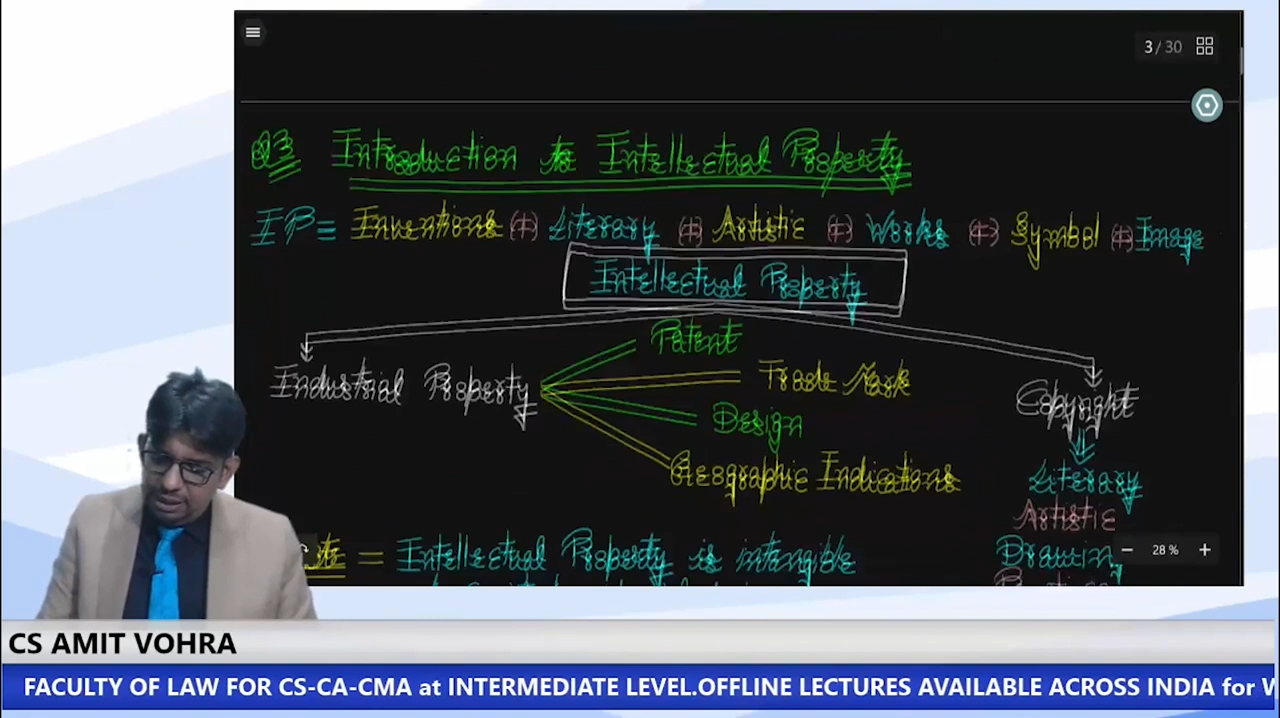 3 / 30
Q3 Introduction to Intellectual Property
IP = Inventions (+) Literary (+) Artistic (+) Works (+) Symbol (+) Image
Intellectual Property
Patent
Industrial Property
Trade Mark
Copyright
Design
Geographic Indications
Literary
Artistic
= Intellectual Property is intangible
Drawin
28 %
CS AMIT VOHRA
FACULTY OF LAW FOR CS-CA-CMA at INTERMEDIATE LEVEL.OFFLINE LECTURES AVAILABLE ACROSS INDIA for